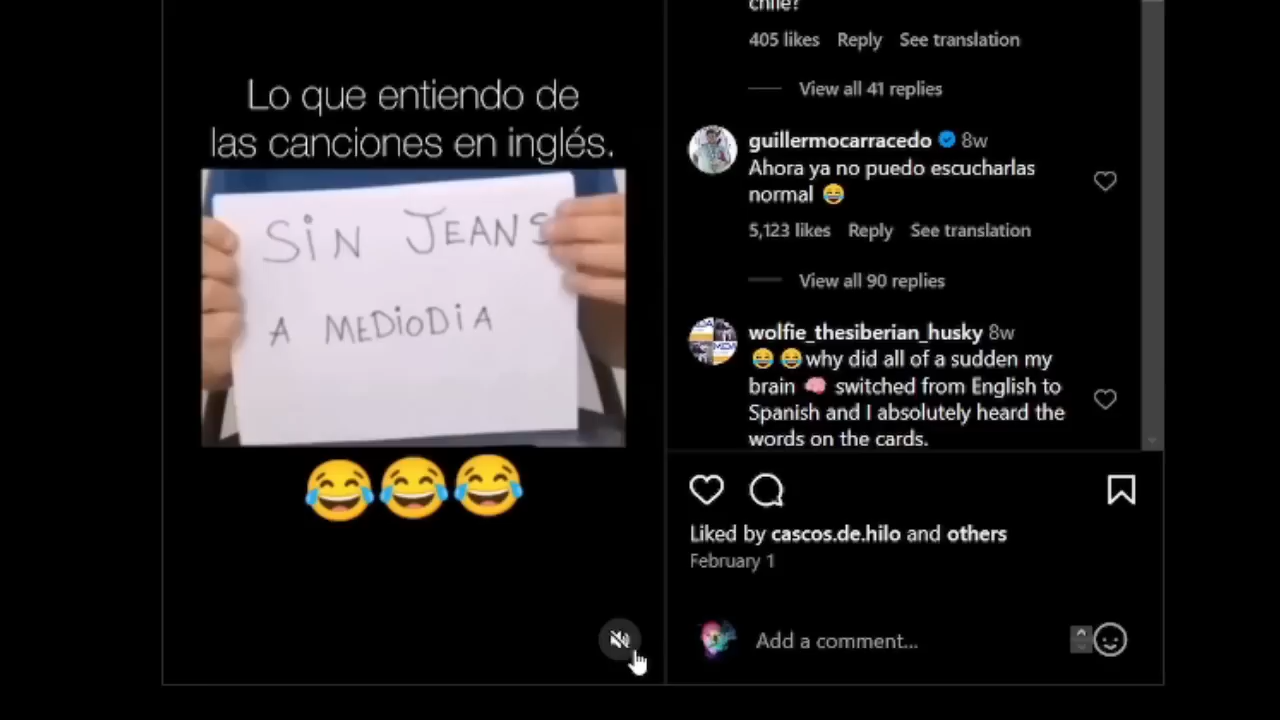 Lo que entiendo de
las canciones en inglés.
SiN JEANS
A MEDiODiA
chile?
405 likes Reply See translation
View all 41 replies
guillermocarracedo 8w
Ahora ya no puedo escucharlas
normal 😂
5,123 likes Reply See translation
View all 90 replies
wolfie_thesiberian_husky 8w
😂 😂why did all of a sudden my
brain 🧠 switched from English to
Spanish and I absolutely heard the
words on the cards.
Liked by cascos.de.hilo and others
February 1
Add a comment...